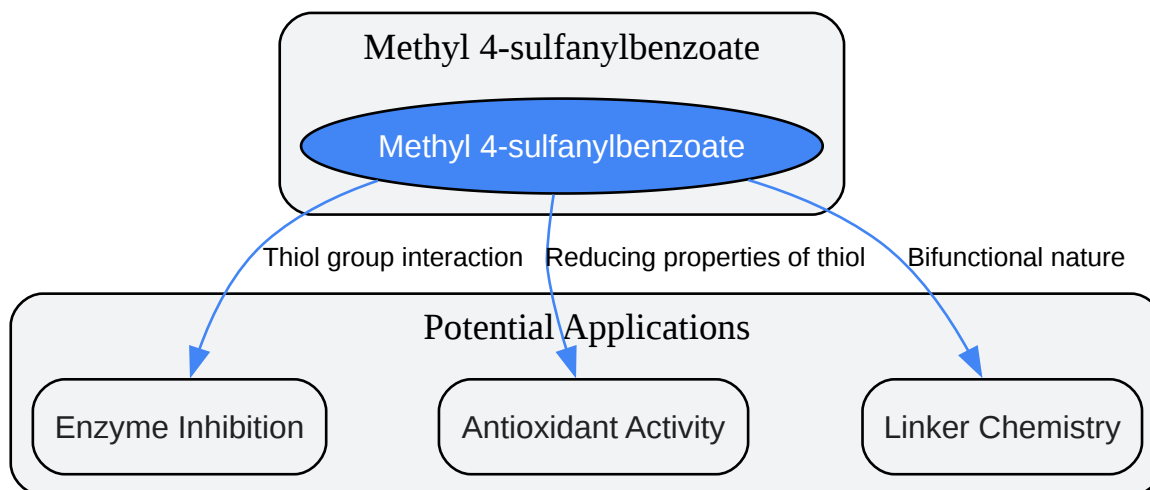 Methyl 4-sulfanylbenzoate
Methyl 4-sulfanylbenzoate
Thiol group interaction
Reducing properties of thiol
Bifunctional nature
Potential Applications
Enzyme Inhibition
Antioxidant Activity
Linker Chemistry